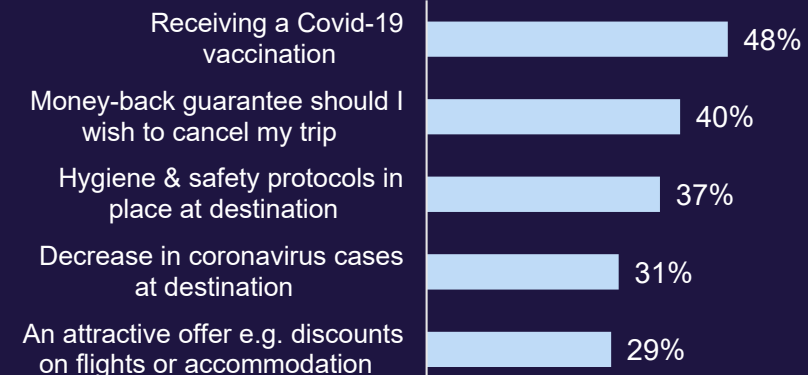 Receiving a Covid-19
vaccination
48%
Money-back guarantee should I
wish to cancel my trip
40%
Hygiene & safety protocols in
place at destination
37%
Decrease in coronavirus cases
at destination
31%
An attractive offer e.g. discounts
on flights or accommodation
29%